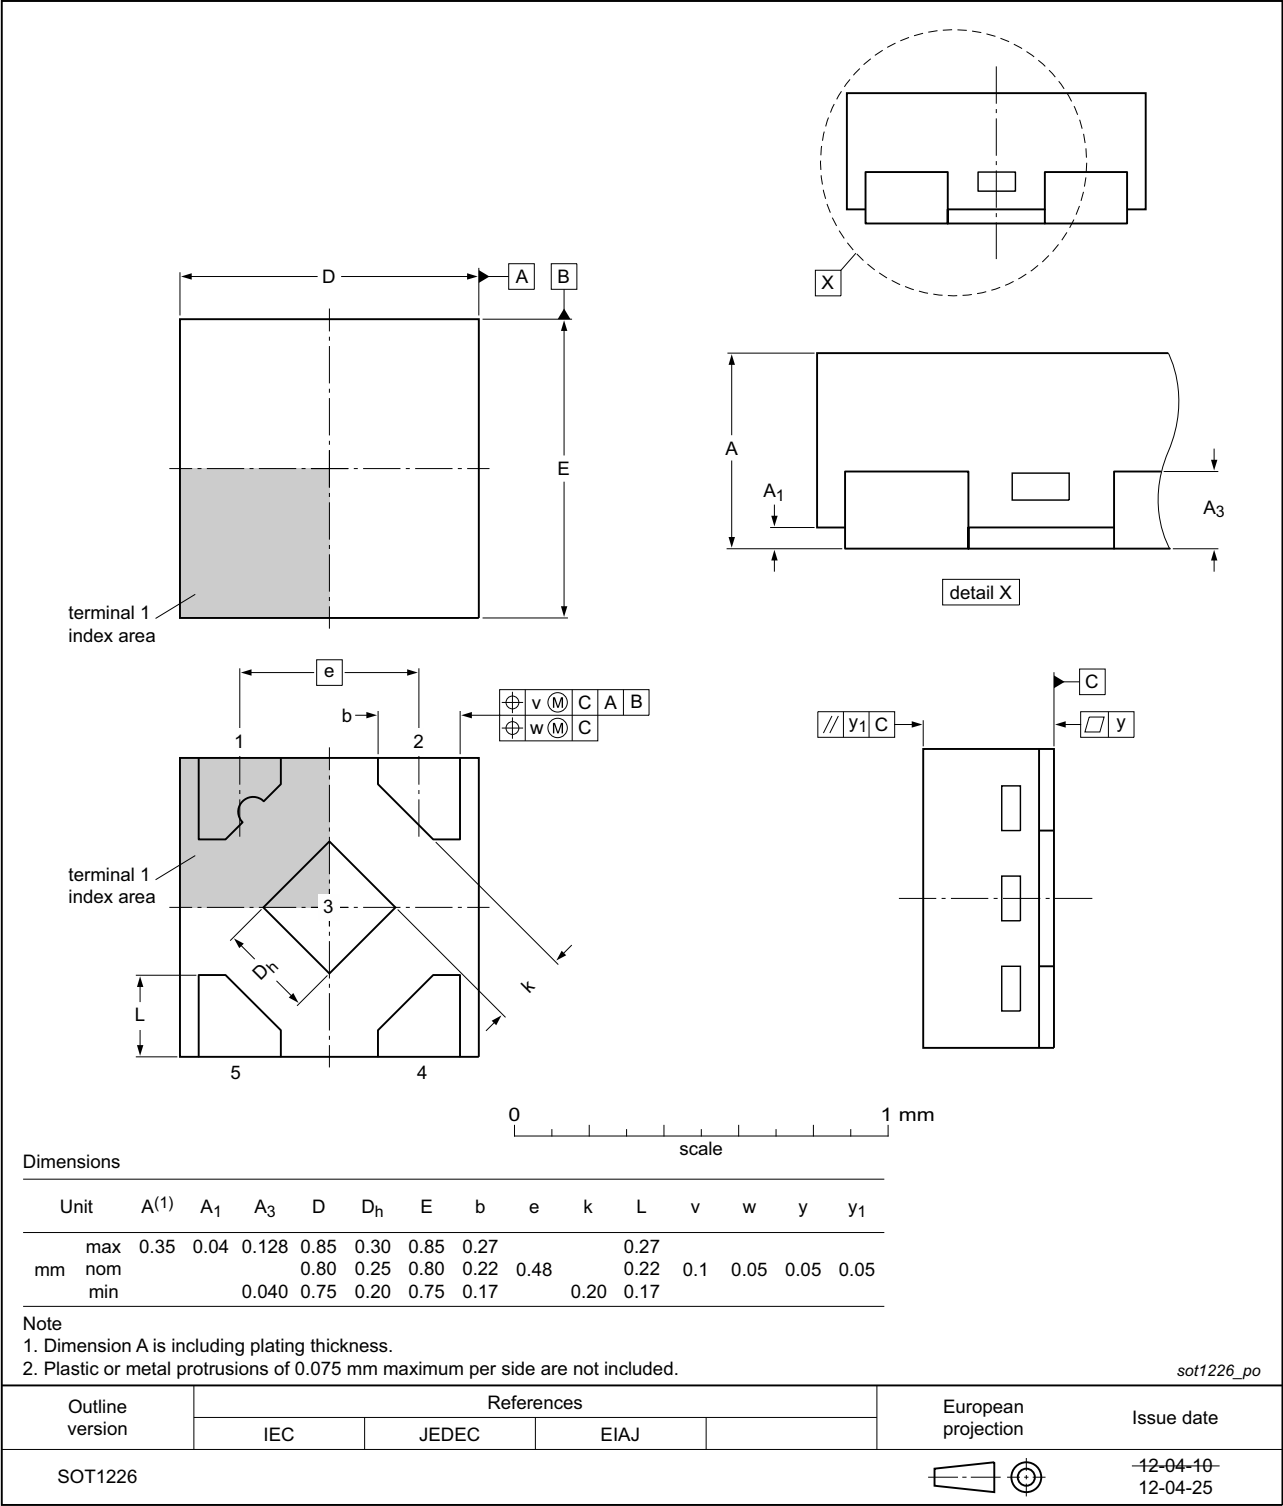 X
D
A
B
E
terminal 1
index area
A
A1
A3
detail X
e
b
v M C A B
w M C
1
2
terminal 1
index area
3
Dh
k
L
5
4
C
// y1 C
y
0
1 mm
scale
Dimensions
Unit A(1) A1 A3 D Dh E b e k L v w y y1
max 0.35 0.04 0.128 0.85 0.30 0.85 0.27 0.27
mm nom 0.80 0.25 0.80 0.22 0.48 0.22 0.1 0.05 0.05 0.05
min 0.040 0.75 0.20 0.75 0.17 0.20 0.17
Note
1. Dimension A is including plating thickness.
2. Plastic or metal protrusions of 0.075 mm maximum per side are not included.
sot1226_po
Outline
version
References
IEC JEDEC EIAJ
European
projection
Issue date
SOT1226
12-04-10
12-04-25